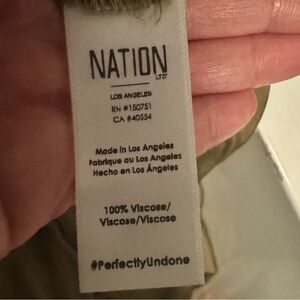 NATION
LTD
LOS ANGELES
RN #150751
CA #40554
Made in Los Angeles
Fabriqué au Los Angeles
Hecho en Los Ángeles
100% Viscose/
Viscose/Viscose
#PerfectlyUndone